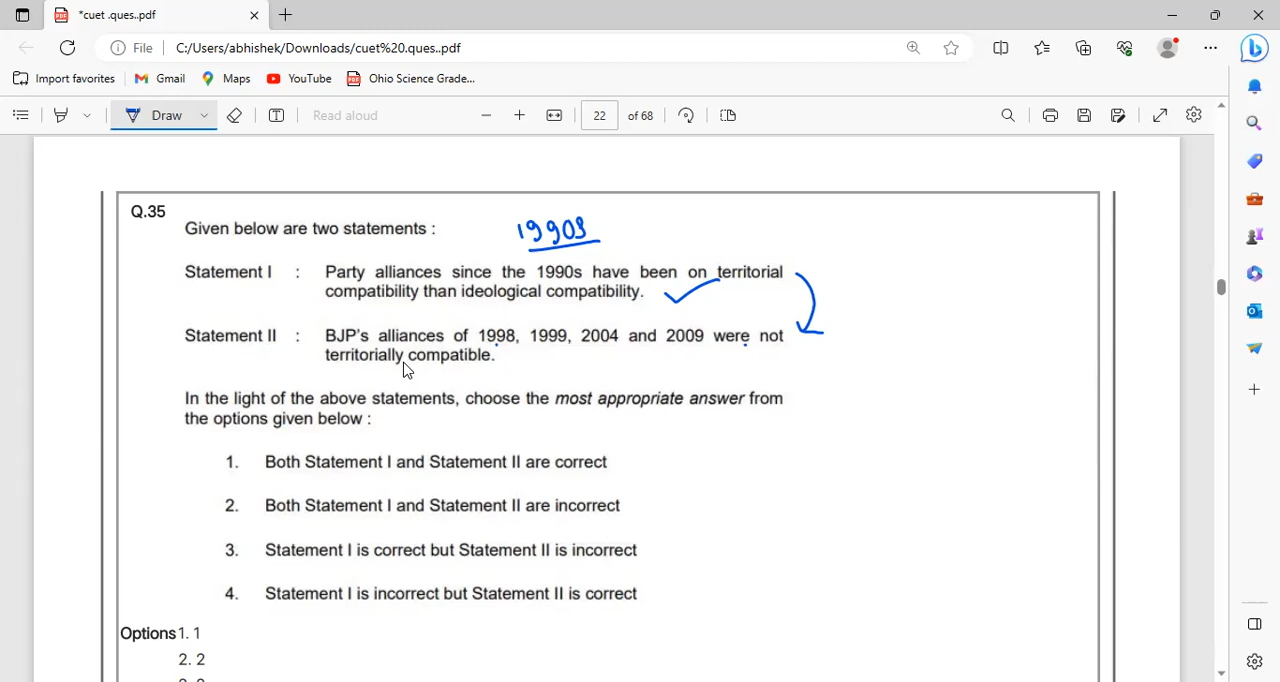 *cuet .ques..pdf
File C:/Users/abhishek/Downloads/cuet%20.ques..pdf
Import favorites Gmail Maps YouTube Ohio Science Grade...
Draw Read aloud 22 of 68
Q.35
Given below are two statements :
1990s
Statement I : Party alliances since the 1990s have been on territorial
compatibility than ideological compatibility.
Statement II : BJP's alliances of 1998, 1999, 2004 and 2009 were not
territorially compatible.
In the light of the above statements, choose the most appropriate answer from
the options given below :
1. Both Statement I and Statement II are correct
2. Both Statement I and Statement II are incorrect
3. Statement I is correct but Statement II is incorrect
4. Statement I is incorrect but Statement II is correct
Options 1. 1
2. 2